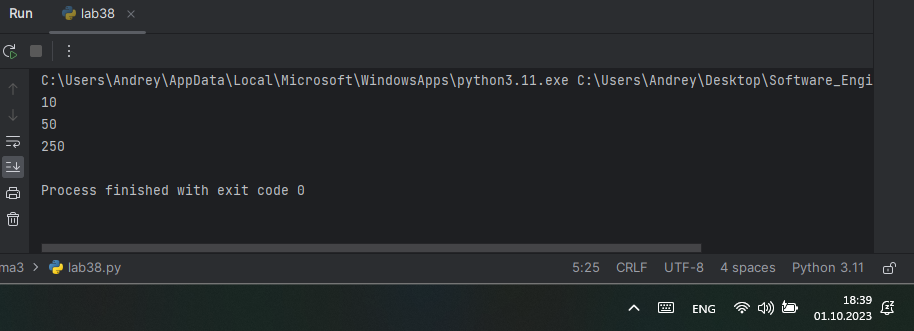 Run lab38
C:\Users\Andrey\AppData\Local\Microsoft\WindowsApps\python3.11.exe C:\Users\Andrey\Desktop\Software_Engi
10
50
250
Process finished with exit code 0
ma3 > lab38.py 5:25 CRLF UTF-8 4 spaces Python 3.11
ENG 18:39
01.10.2023